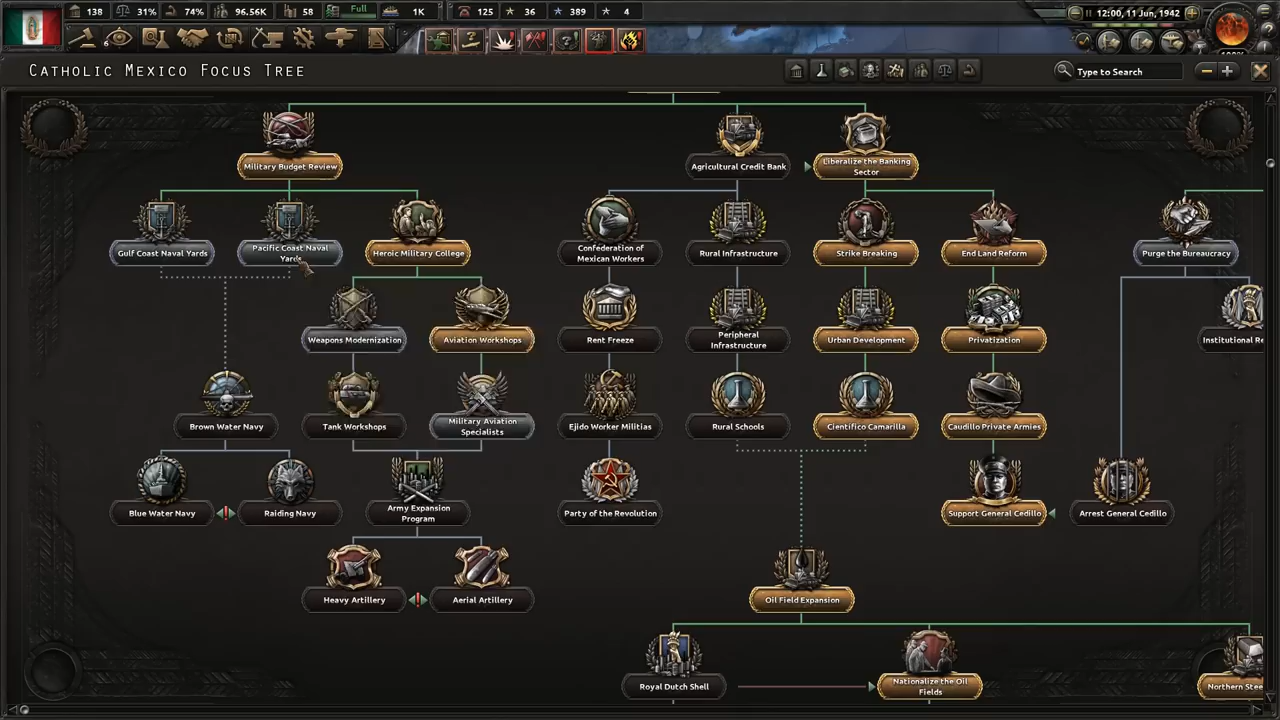 138 31% 74% 96.56K 58 Full 1K 125 36 389 4 12:00, 11 Jun, 1942
6
100%
Catholic Mexico Focus Tree
Type to Search
Military Budget Review
Agricultural Credit Bank
Liberalize the Banking
Sector
Gulf Coast Naval Yards
Pacific Coast Naval
Yards
Heroic Military College
Confederation of
Mexican Workers
Rural Infrastructure
Strike Breaking
End Land Reform
Purge the Bureaucracy
Weapons Modernization
Aviation Workshops
Rent Freeze
Peripheral
Infrastructure
Urban Development
Privatization
Institutional Re
Brown Water Navy
Tank Workshops
Military Aviation
Specialists
Ejido Worker Militias
Rural Schools
Cientifico Camarilla
Caudillo Private Armies
Blue Water Navy
Raiding Navy
Army Expansion
Program
Party of the Revolution
Support General Cedillo
Arrest General Cedillo
Heavy Artillery
Aerial Artillery
Oil Field Expansion
Royal Dutch Shell
Nationalize the Oil
Fields
Northern Stee